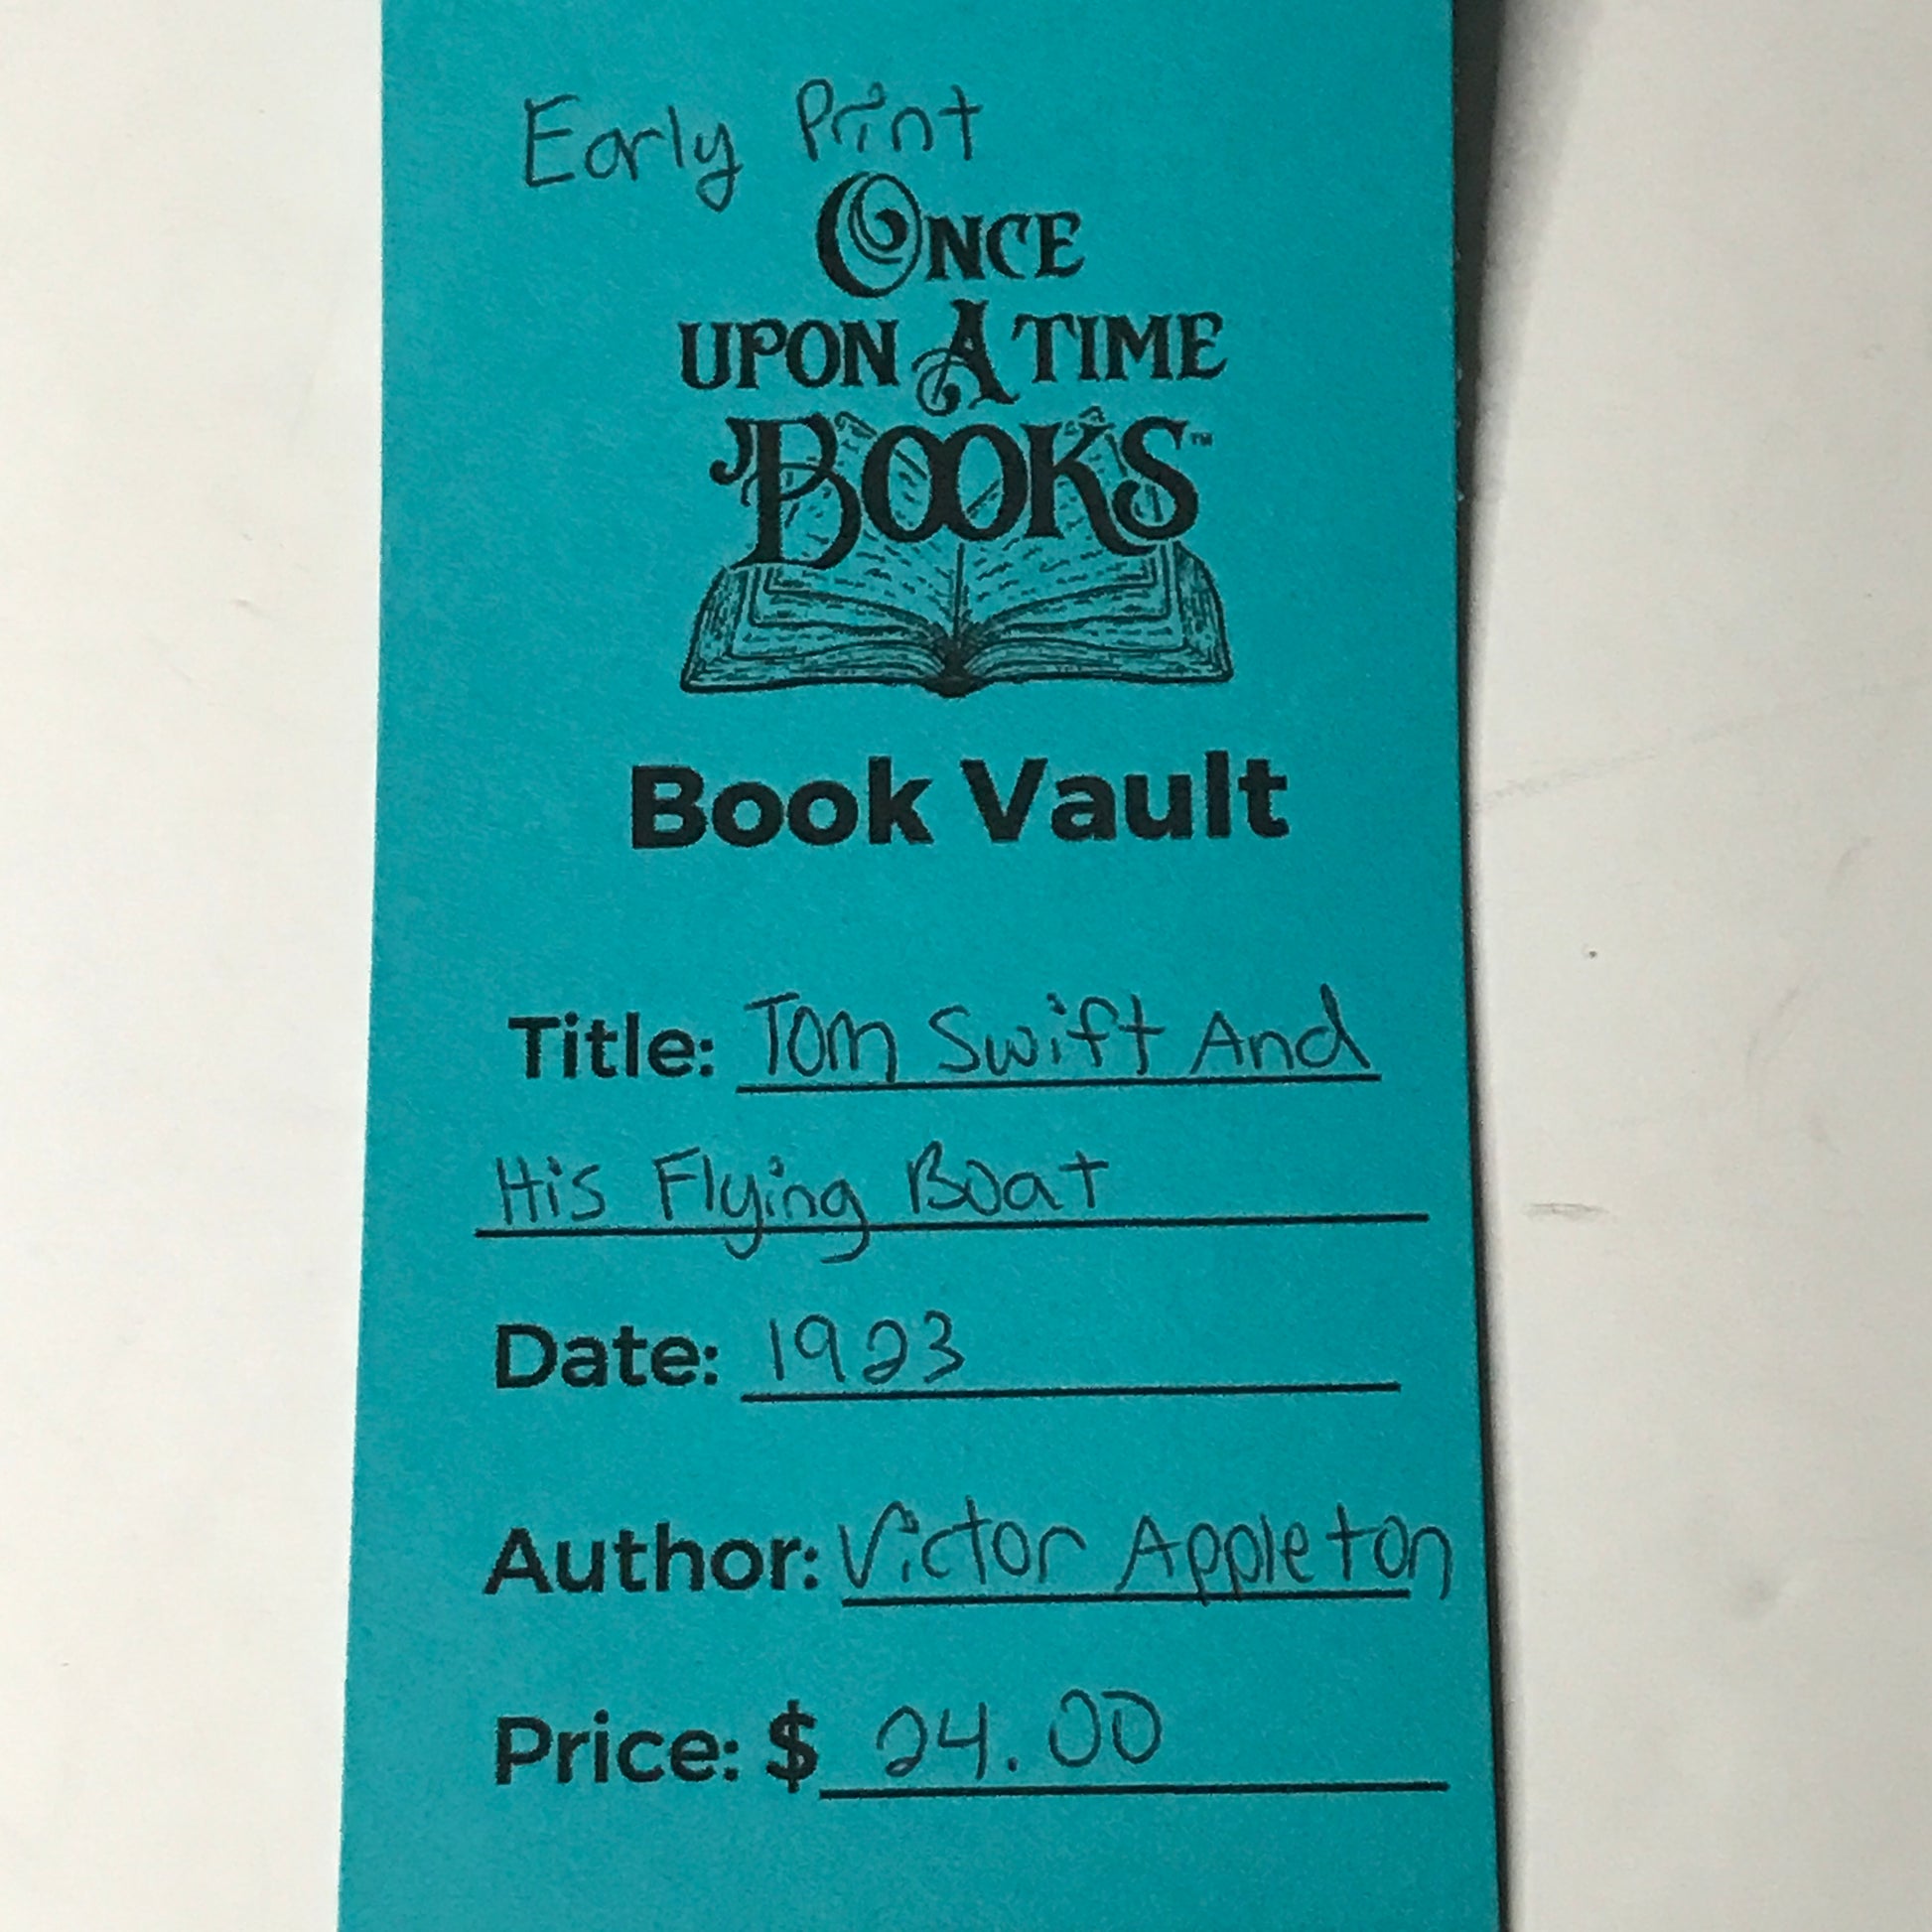 Early Print
ONCE
UPON A TIME
BOOKS™
Book Vault
Title: Tom Swift And
His Flying Boat
Date: 1923
Author: Victor Appleton
Price: $ 24.00